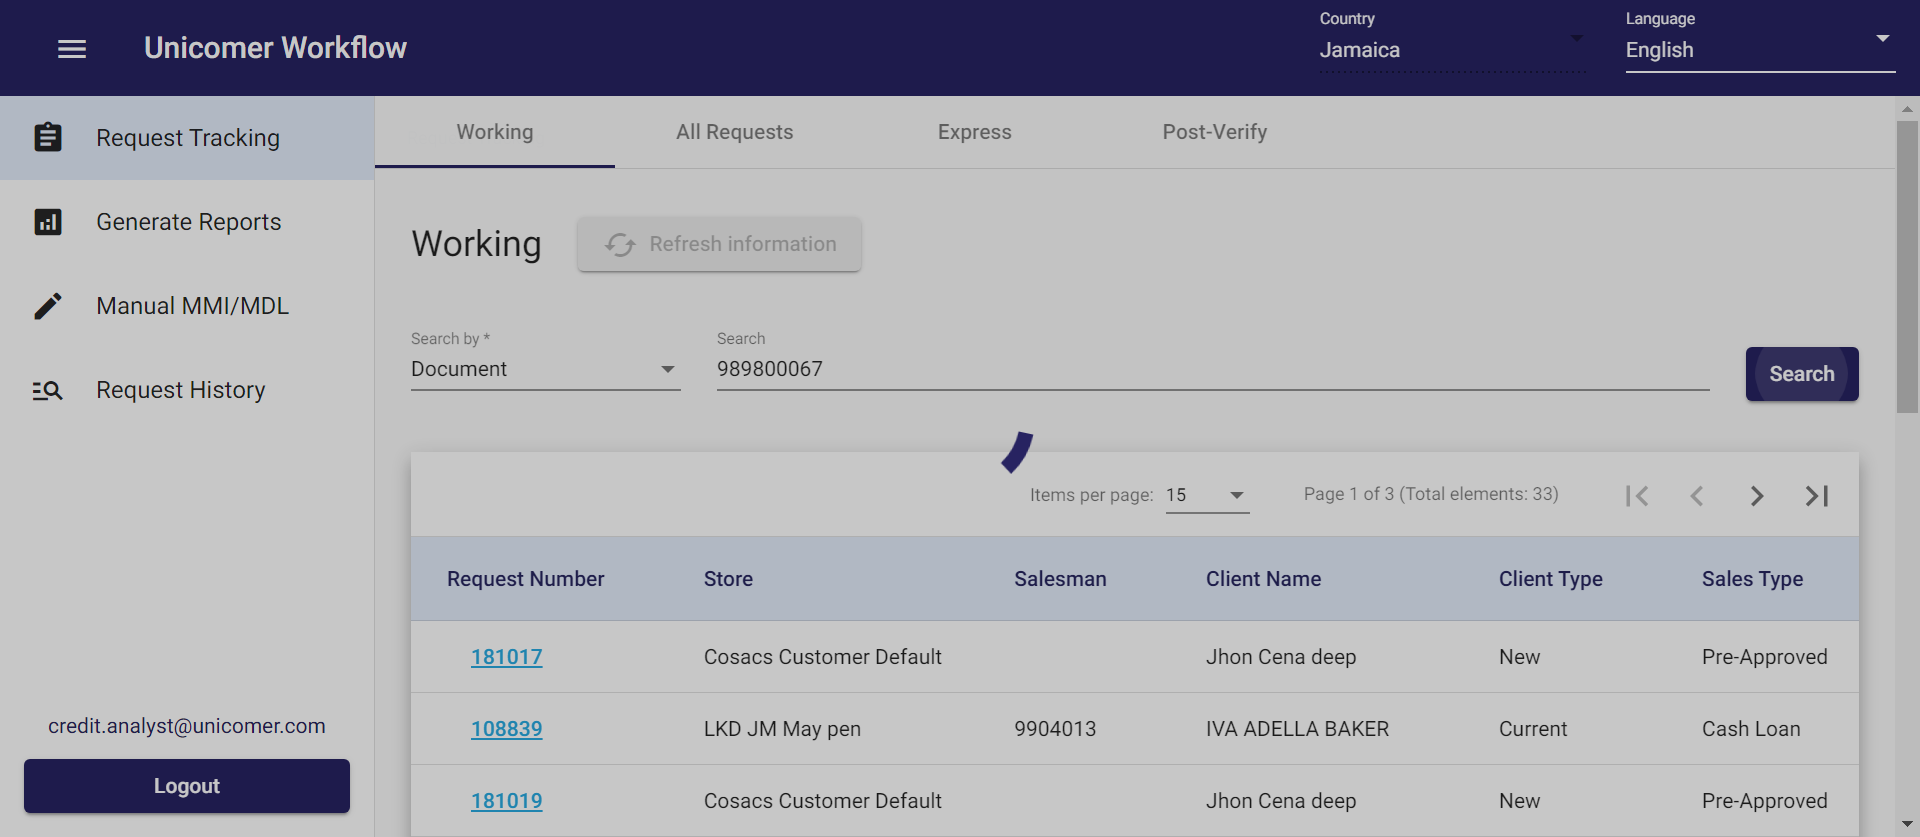 Unicomer Workflow
Country
Jamaica
Language
English
Request Tracking
Generate Reports
Manual MMI/MDL
Request History
credit.analyst@unicomer.com
Logout
Working All Requests Express Post-Verify
Working Refresh information
Search by * Search
Document 989800067 Search
Items per page: 15 Page 1 of 3 (Total elements: 33)
Request Number Store Salesman Client Name Client Type Sales Type
181017 Cosacs Customer Default Jhon Cena deep New Pre-Approved
108839 LKD JM May pen 9904013 IVA ADELLA BAKER Current Cash Loan
181019 Cosacs Customer Default Jhon Cena deep New Pre-Approved